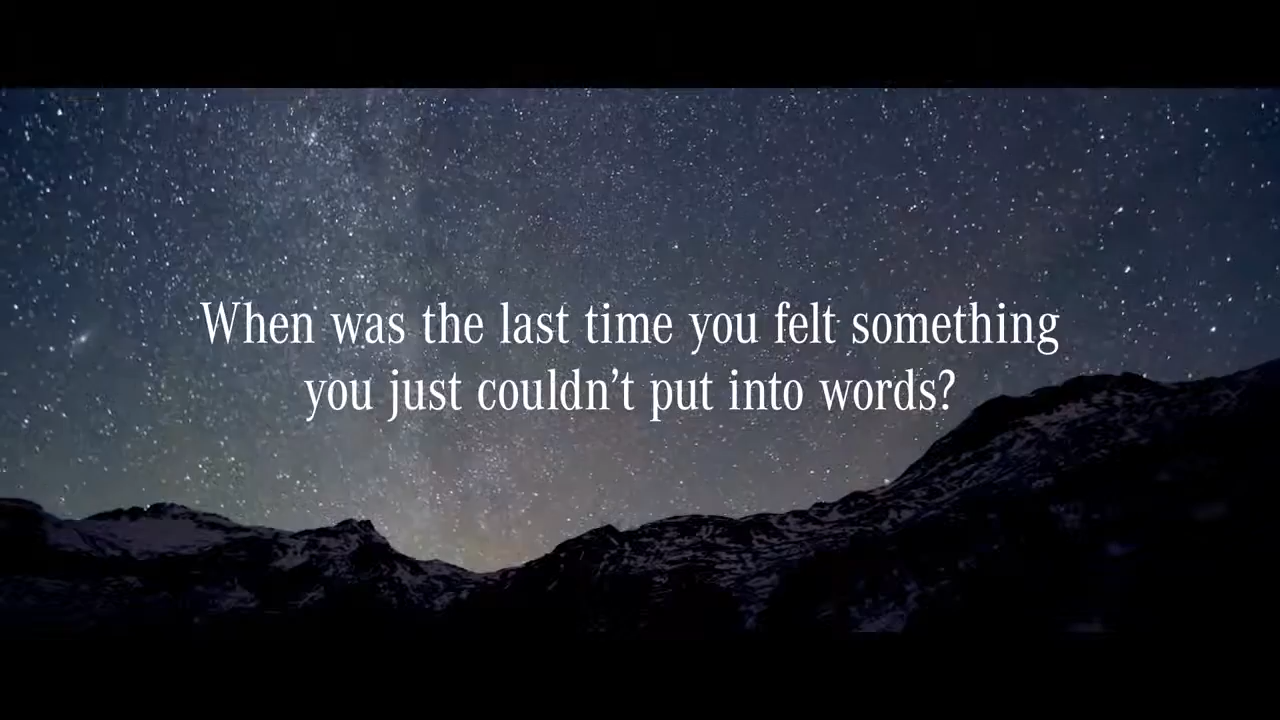 When was the last time you felt something
you just couldn’t put into words?